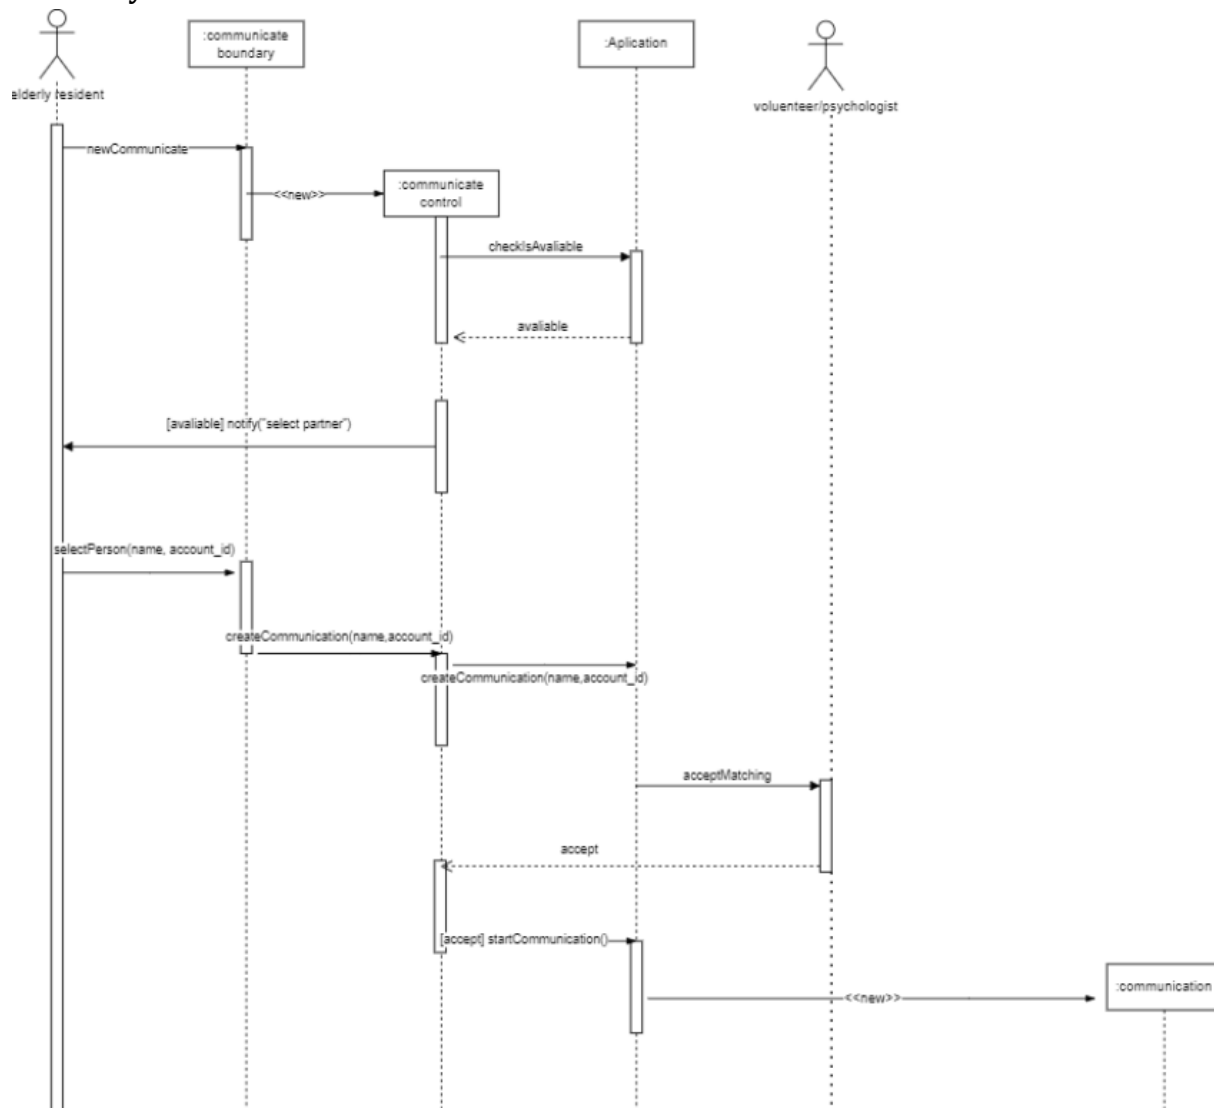 :communicate
boundary
:Aplication
elderly resident
voluenteer/psychologist
newCommunicate
<<new>>
:communicate
control
checkIsAvaliable
avaliable
[avaliable] notify("select partner")
selectPerson(name, account_id)
createCommunication(name,account_id)
createCommunication(name,account_id)
acceptMatching
accept
[accept] startCommunication()
<<new>>
:communication